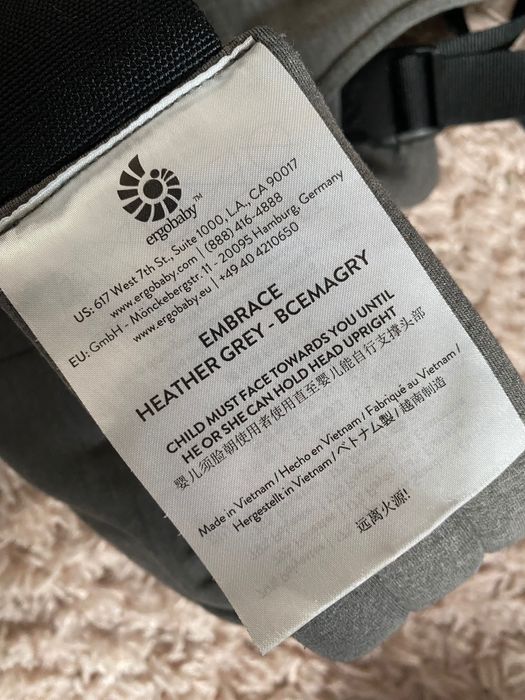 ergobaby™
US: 617 West 7th St., Suite 1000, L.A., CA 90017
www.ergobaby.com | (888) 416-4888
EU: GmbH - Mönckebergstr. 11 - 20095 Hamburg, Germany
www.ergobaby.eu | +49 40 4210650
EMBRACE
HEATHER GREY - BCEMAGRY
CHILD MUST FACE TOWARDS YOU UNTIL
HE OR SHE CAN HOLD HEAD UPRIGHT
婴儿须脸朝使用者使用直至婴儿能自行支撑头部
Made in Vietnam / Hecho en Vietnam / Fabriqué au Vietnam /
Hergestellt in Vietnam / ベトナム製 / 越南制造
远离火源!